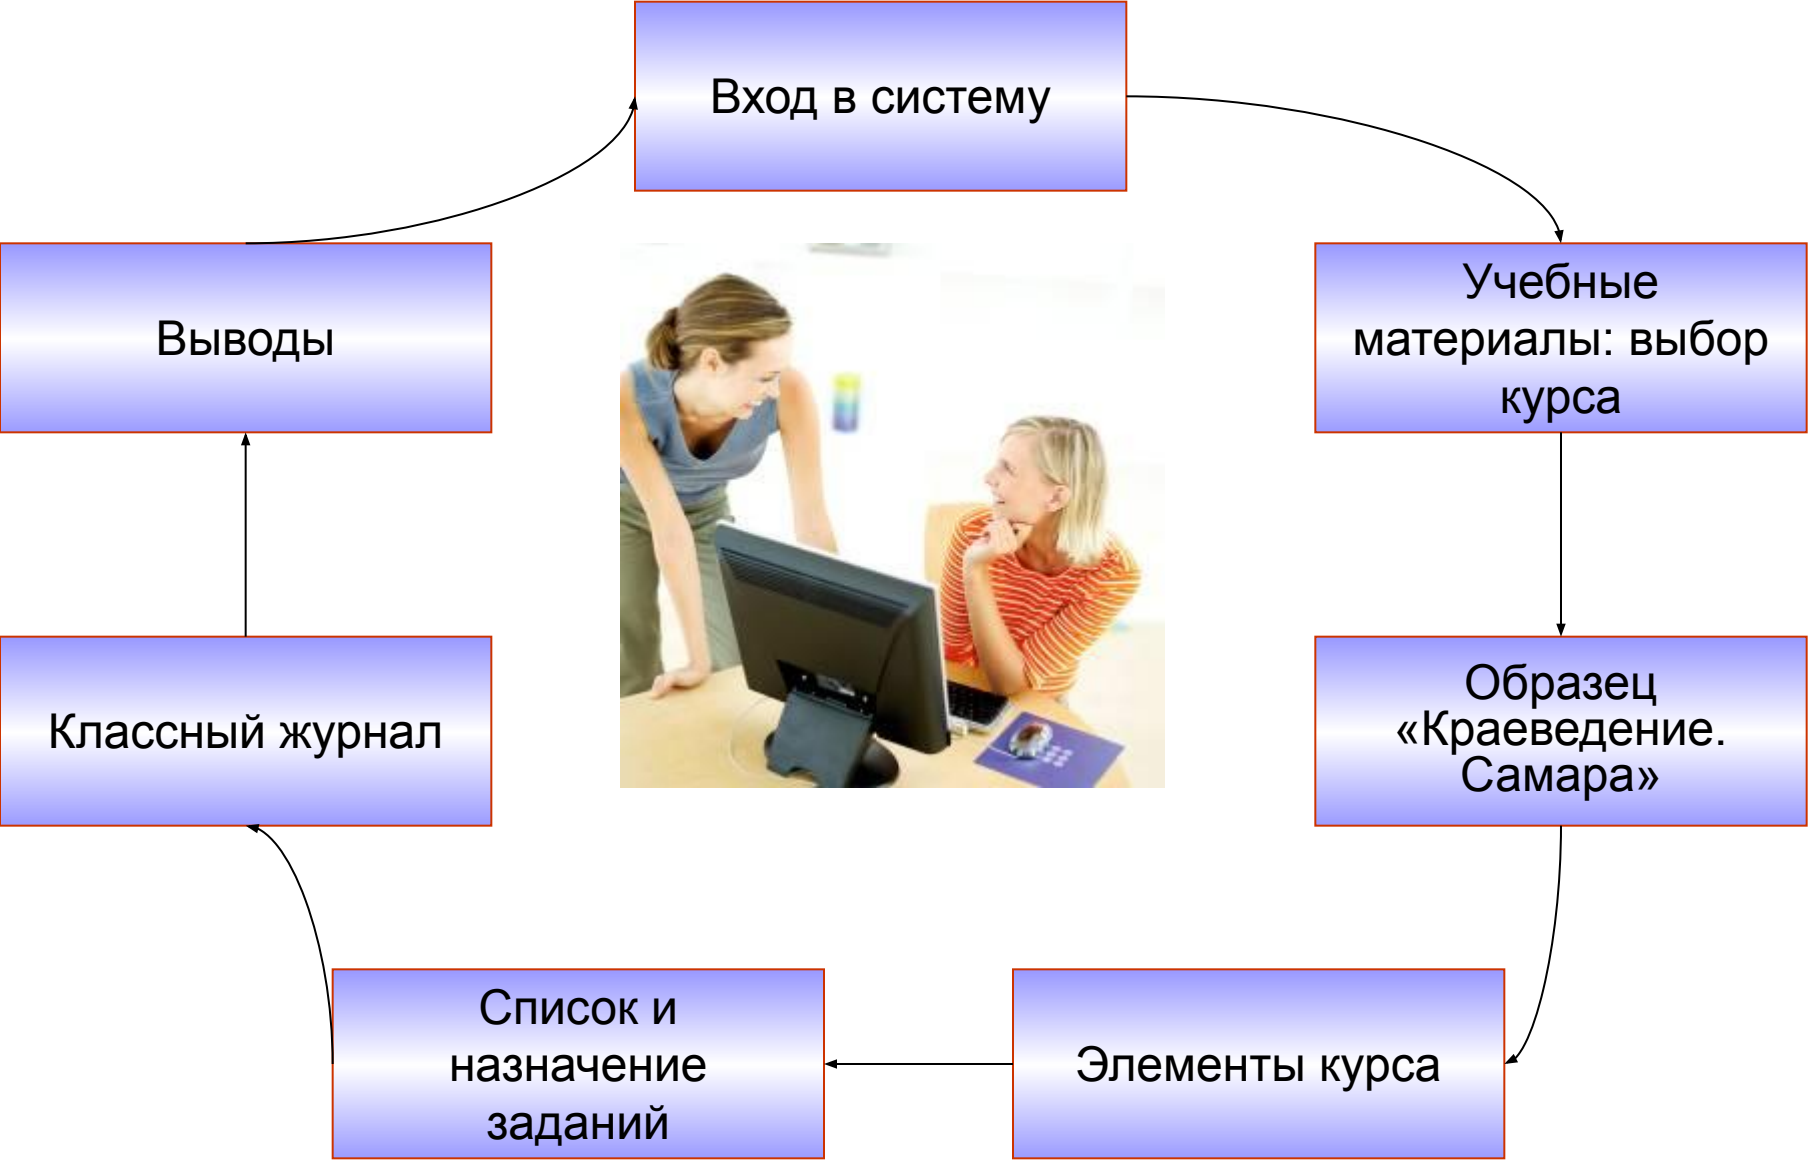 Вход в систему
Учебные
материалы: выбор
курса
Образец
«Краеведение.
Самара»
Элементы курса
Список и
назначение
заданий
Классный журнал
Выводы